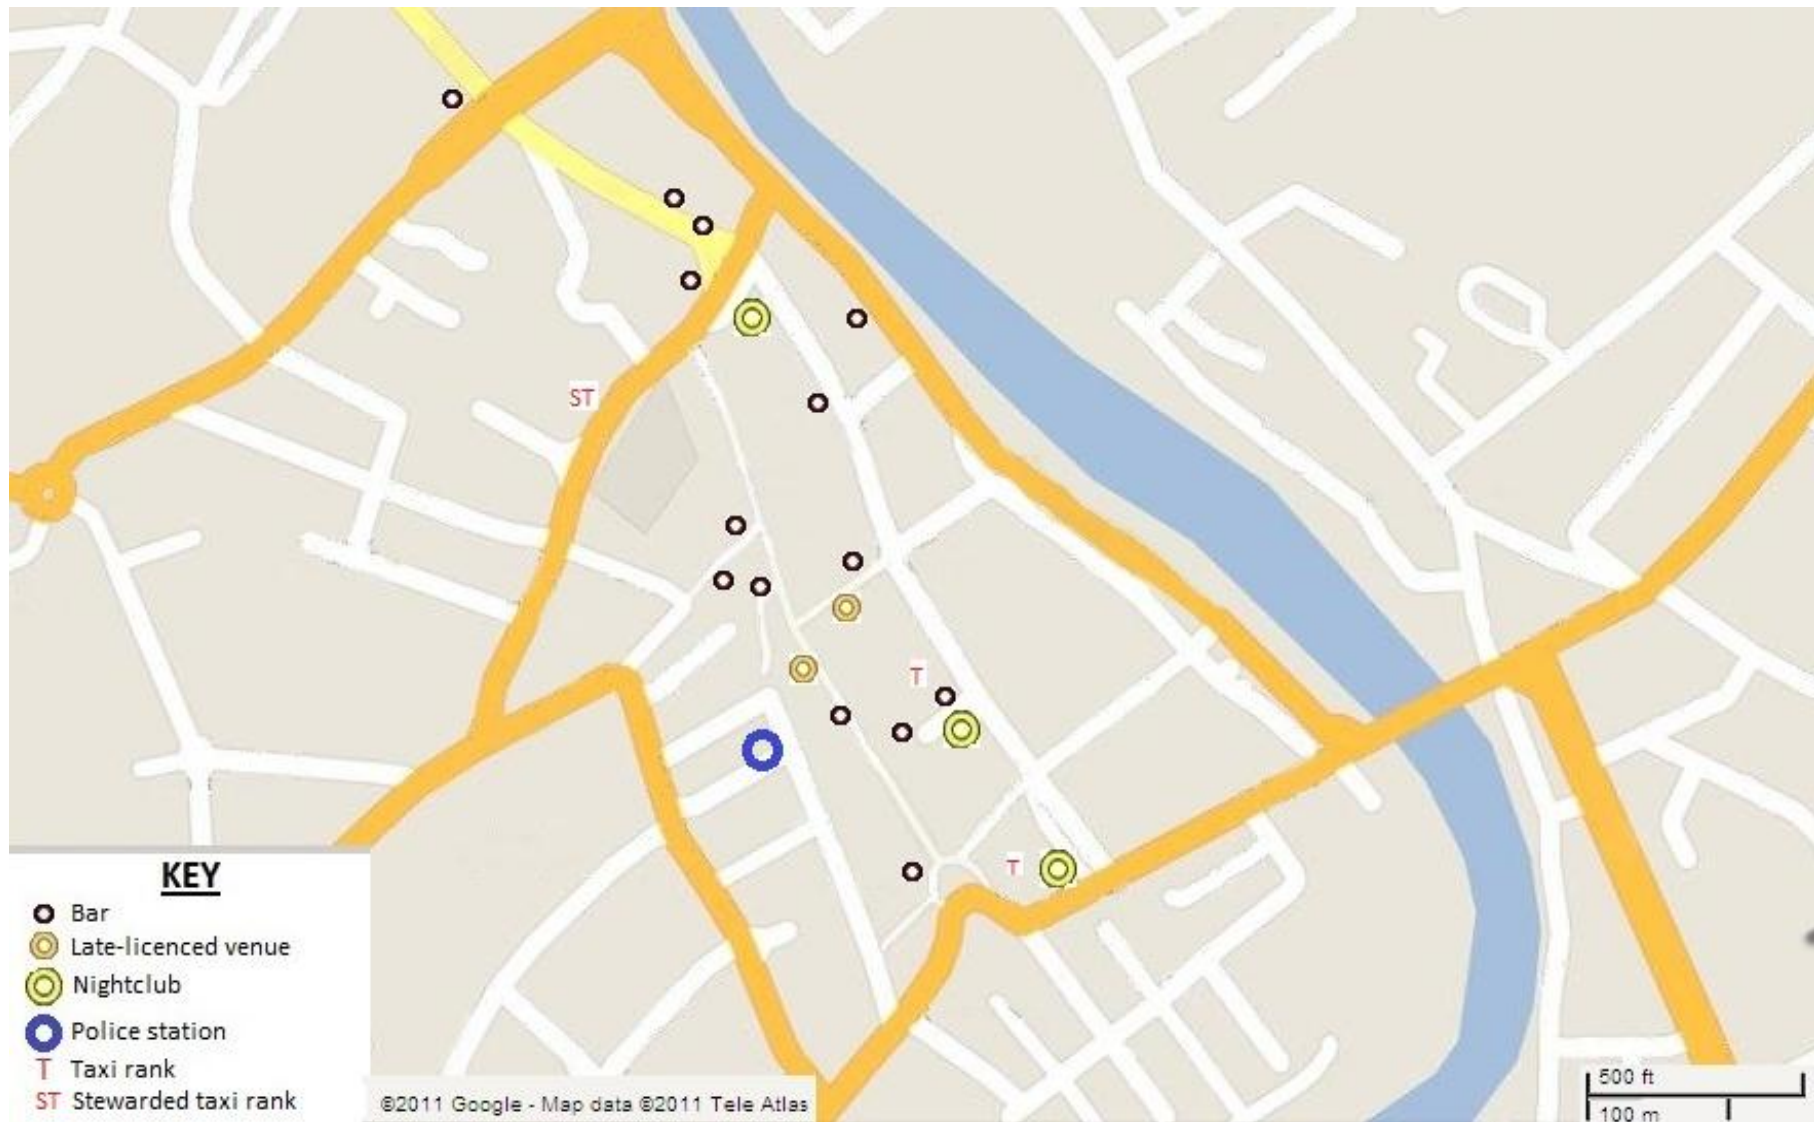 ST
T
T
KEY
Bar
Late-licenced venue
Nightclub
Police station
T Taxi rank
ST Stewarded taxi rank
©2011 Google - Map data ©2011 Tele Atlas
500 ft
100 m